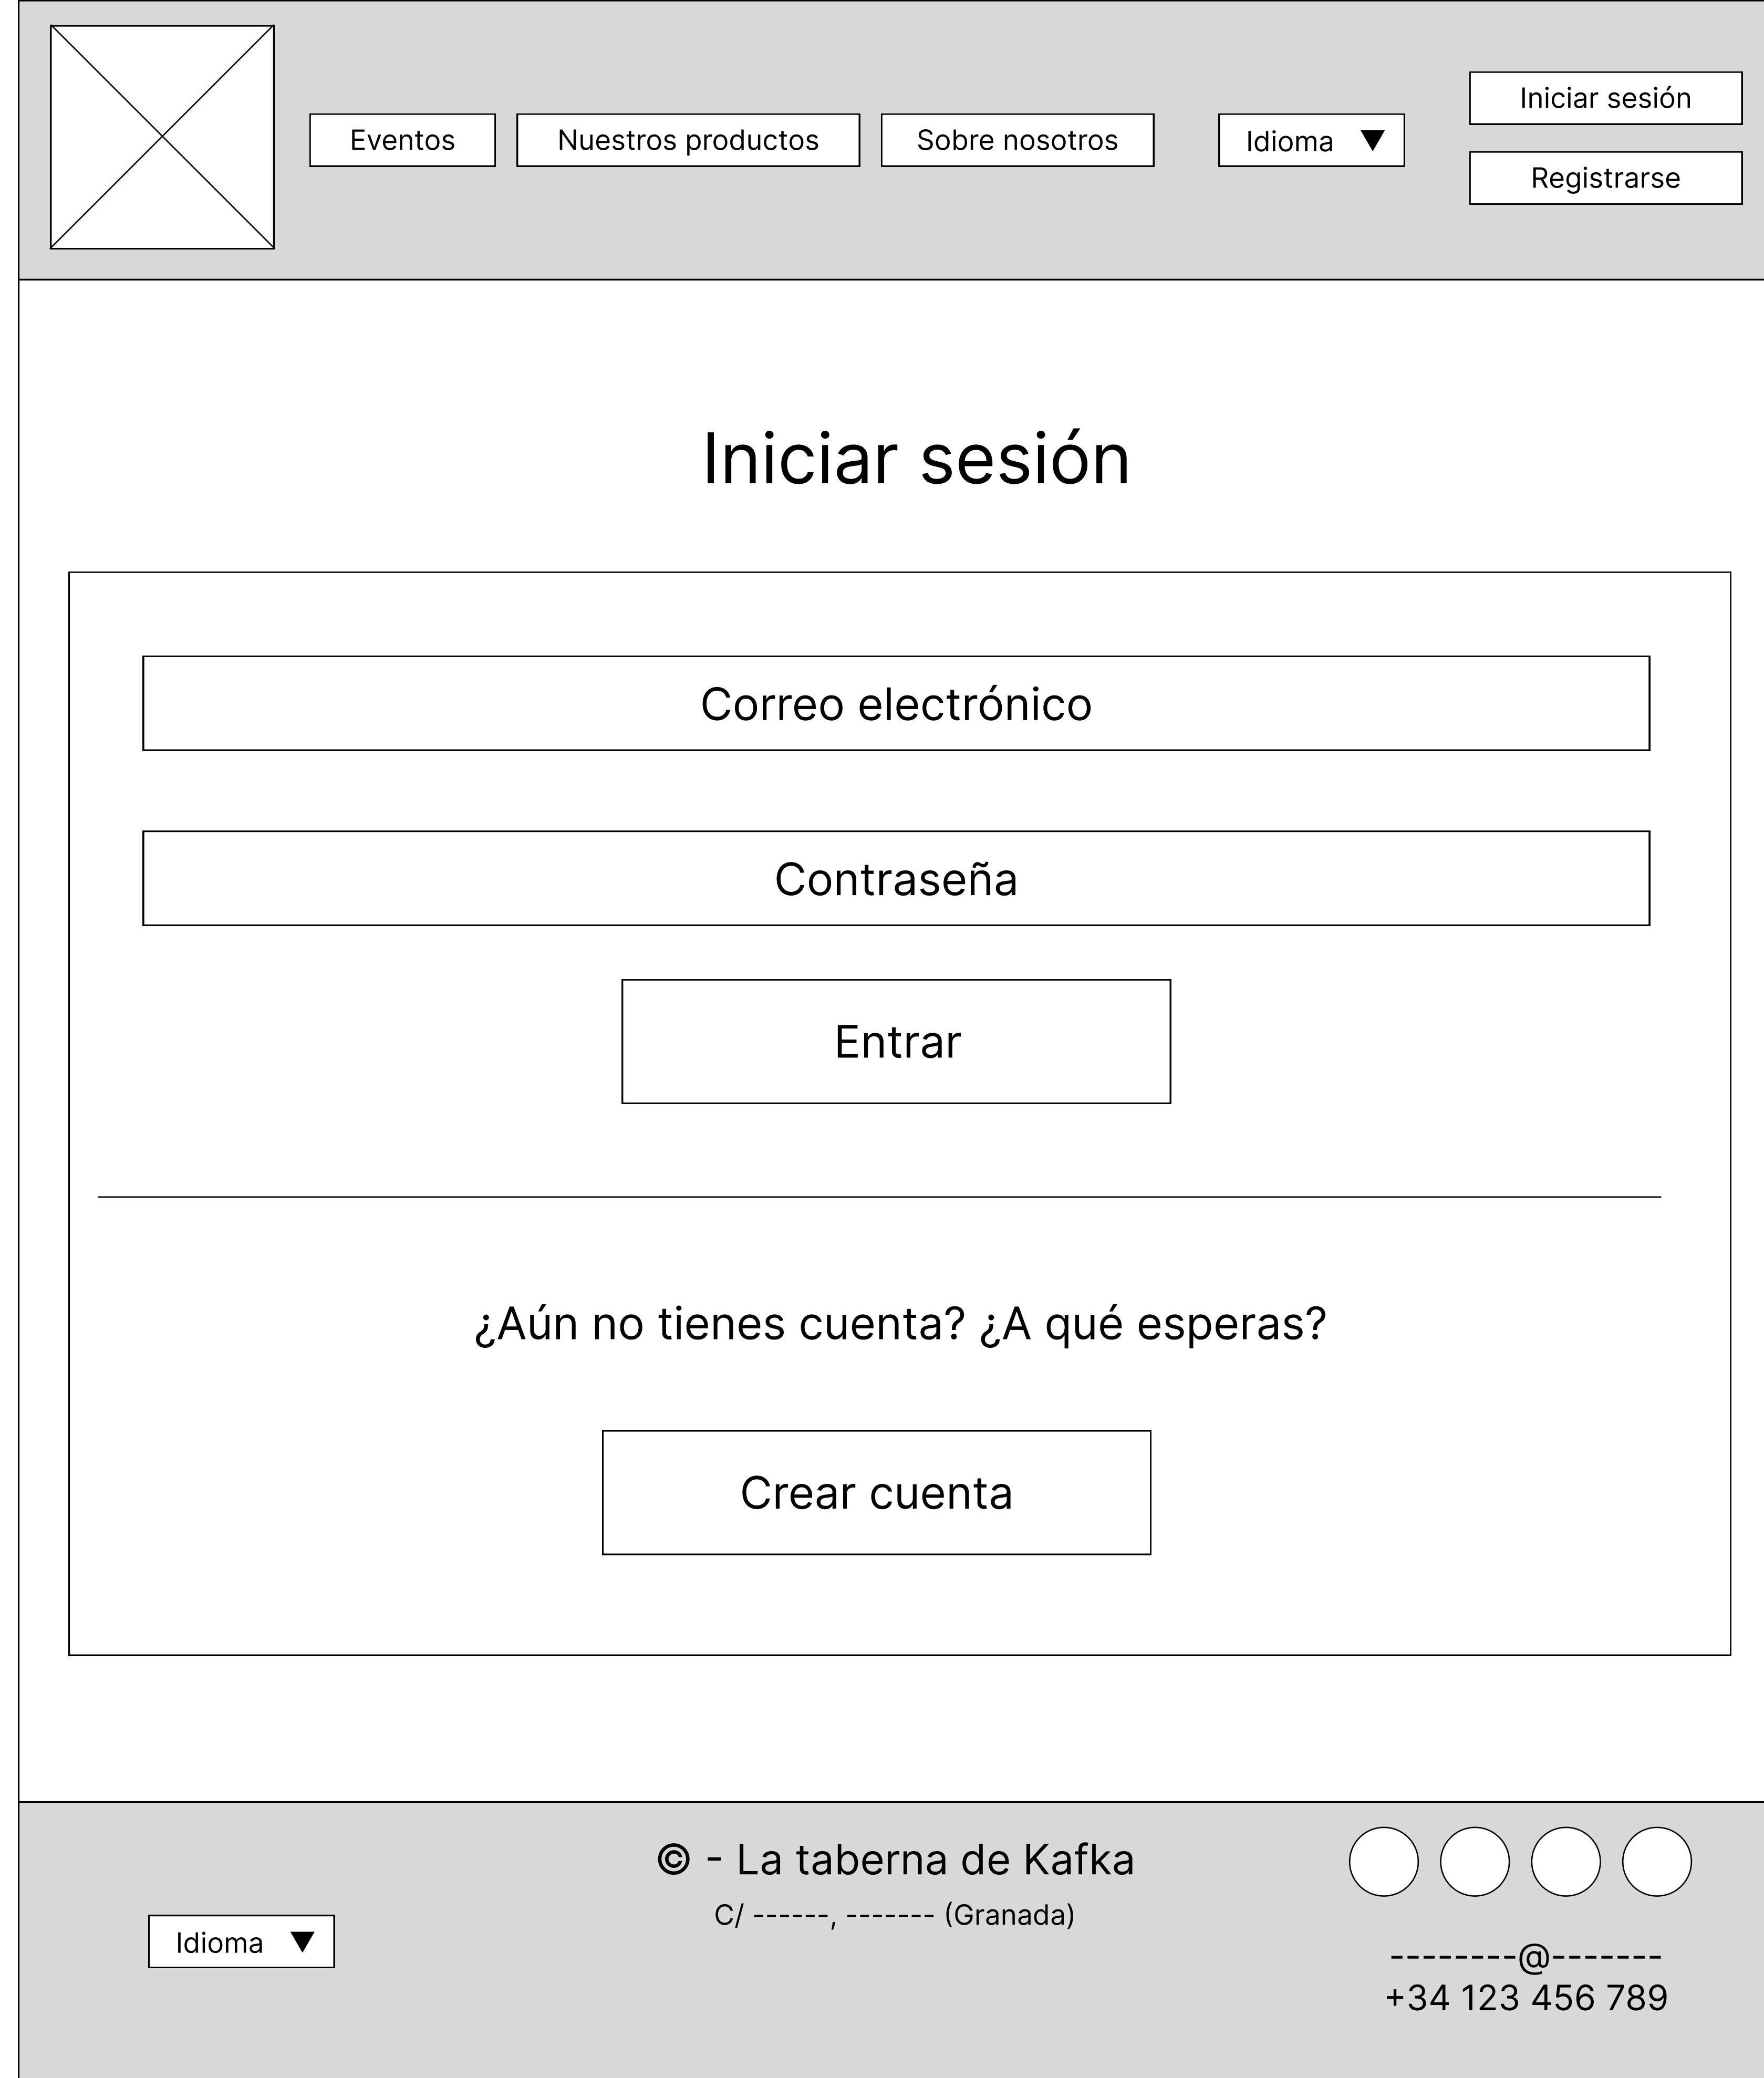 Eventos
Nuestros productos
Sobre nosotros
Idioma ▼
Iniciar sesión
Registrarse
Iniciar sesión
Correo electrónico
Contraseña
Entrar
¿Aún no tienes cuenta? ¿A qué esperas?
Crear cuenta
Idioma ▼
© - La taberna de Kafka
C/ ------, ------- (Granada)
--------@-------
+34 123 456 789